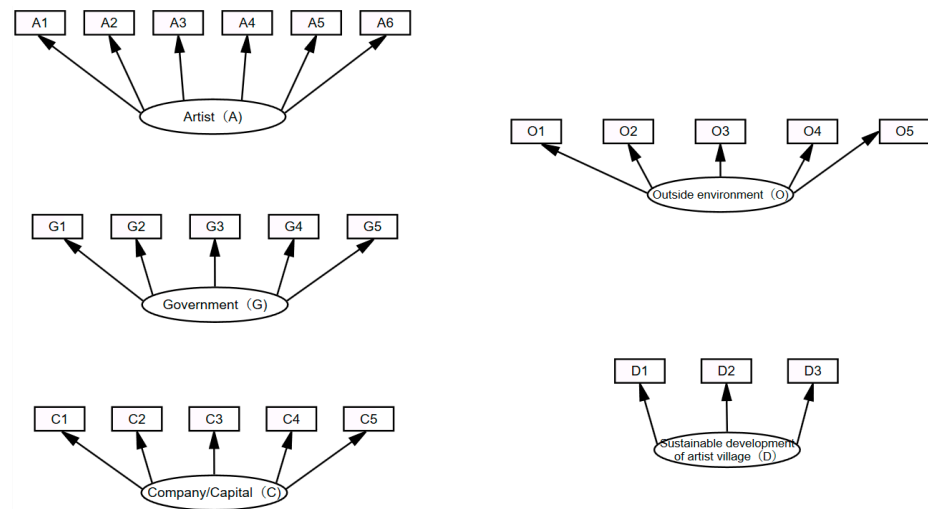 A1 A2 A3 A4 A5 A6
Artist（A)
O1 O2 O3 O4 O5
Outside environment（O)
G1 G2 G3 G4 G5
Government（G)
D1 D2 D3
Sustainable development
of artist village（D）
C1 C2 C3 C4 C5
Company/Capital（C)